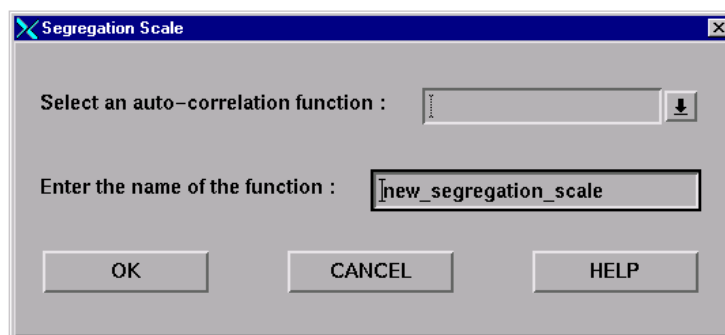 Segregation Scale
Select an auto-correlation function :
Enter the name of the function : new_segregation_scale
OK CANCEL HELP